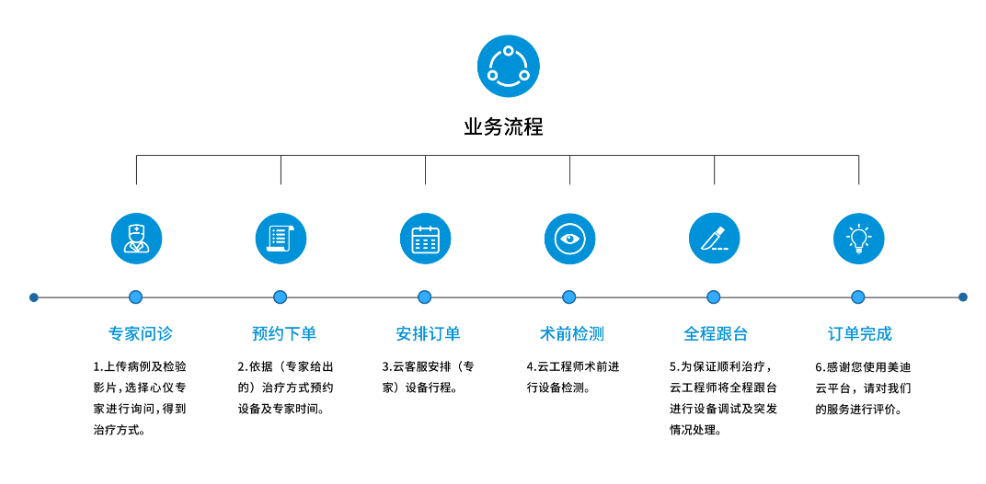 业务流程
专家问诊
1.上传病例及检验
影片,选择心仪专
家进行询问,得到
治疗方式。
预约下单
2.依据（专家给出
的）治疗方式预约
设备及专家时间。
安排订单
3.云客服安排（专
家）设备行程。
术前检测
4.云工程师术前进
行设备检测。
全程跟台
5.为保证顺利治疗，
云工程师将全程跟台
进行设备调试及突发
情况处理。
订单完成
6.感谢您使用美迪
云平台，请对我们
的服务进行评价。